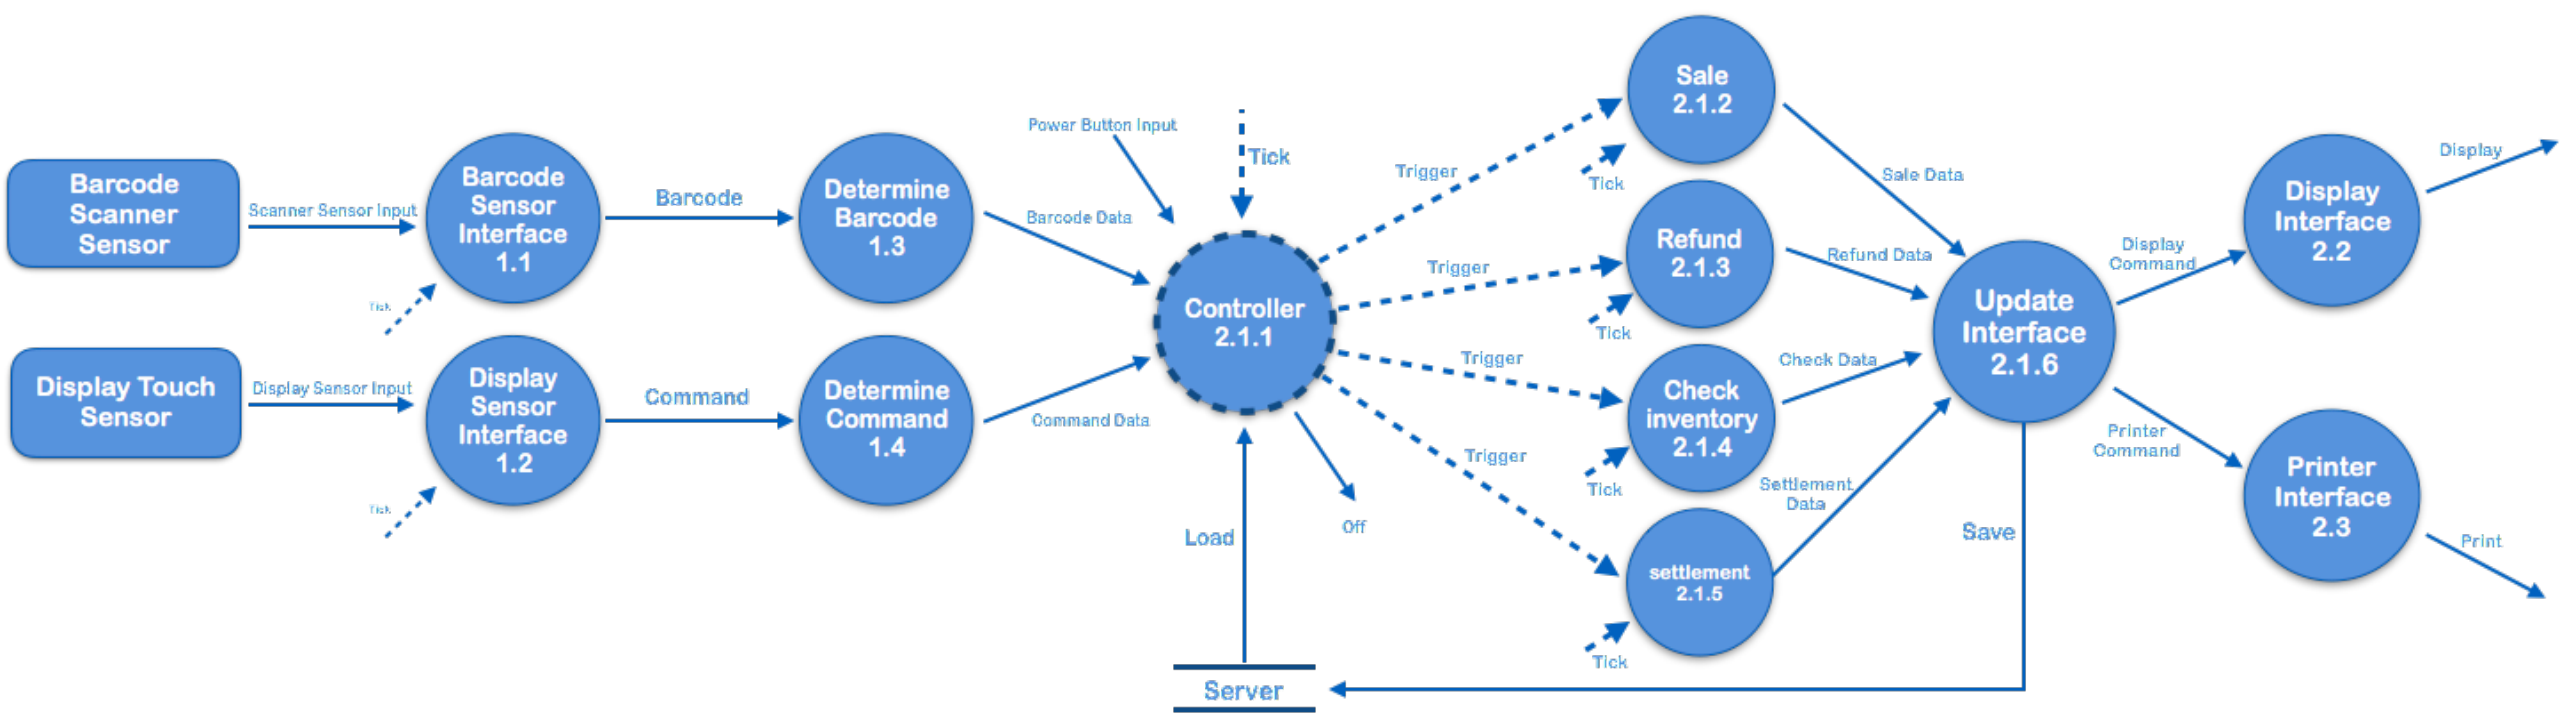 Barcode
Scanner
Sensor
Scanner Sensor Input
Barcode
Sensor
Interface
1.1
Tick
Barcode
Determine
Barcode
1.3
Barcode Data
Display Touch
Sensor
Display Sensor Input
Display
Sensor
Interface
1.2
Tick
Command
Determine
Command
1.4
Command Data
Power Button Input
Tick
Controller
2.1.1
Off
Load
Server
Trigger
Trigger
Trigger
Trigger
Sale
2.1.2
Tick
Refund
2.1.3
Tick
Check
inventory
2.1.4
Tick
settlement
2.1.5
Tick
Sale Data
Refund Data
Check Data
Settlement
Data
Update
Interface
2.1.6
Save
Display
Command
Printer
Command
Display
Interface
2.2
Display
Printer
Interface
2.3
Print